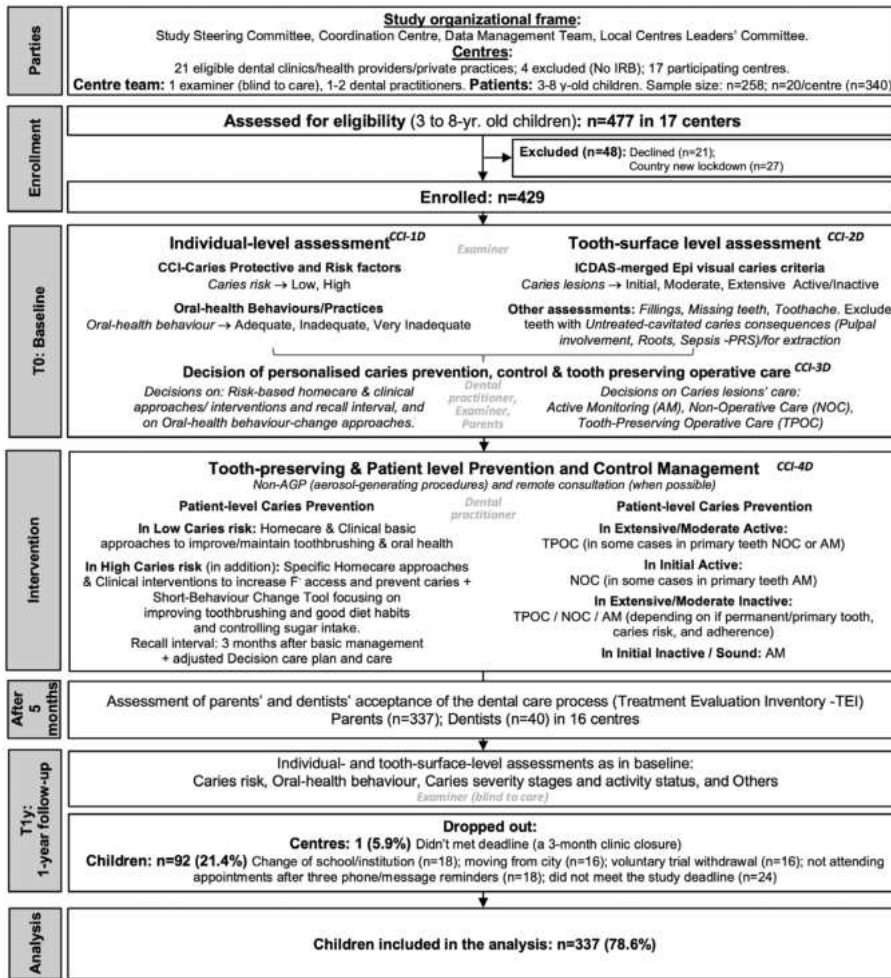 Parties
Study organizational frame:
Study Steering Committee, Coordination Centre, Data Management Team, Local Centres Leaders' Committee.
Centres:
21 eligible dental clinics/health providers/private practices; 4 excluded (No IRB); 17 participating centres.
Centre team: 1 examiner (blind to care), 1-2 dental practitioners. Patients: 3-8 y-old children. Sample size: n=258; n=20/centre (n=340)
Enrollment
Assessed for eligibility (3 to 8-yr. old children): n=477 in 17 centers
Excluded (n=48): Declined (n=21);
Country new lockdown (n=27)
Enrolled: n=429
T0: Baseline
Individual-level assessment CCI-1D
CCI-Caries Protective and Risk factors
Caries risk → Low, High
Oral-health Behaviours/Practices
Oral-health behaviour → Adequate, Inadequate, Very Inadequate
Examiner
Tooth-surface level assessment CCI-2D
ICDAS-merged Epi visual caries criteria
Caries lesions → Initial, Moderate, Extensive Active/Inactive
Other assessments: Fillings, Missing teeth, Toothache. Exclude
teeth with Untreated-cavitated caries consequences (Pulpal
involvement, Roots, Sepsis -PRS)/for extraction
Decision of personalised caries prevention, control & tooth preserving operative care CCI-3D
Decisions on: Risk-based homecare & clinical
approaches/ interventions and recall interval, and
on Oral-health behaviour-change approaches.
Dental
practitioner,
Examiner,
Parents
Decisions on Caries lesions' care:
Active Monitoring (AM), Non-Operative Care (NOC),
Tooth-Preserving Operative Care (TPOC)
Intervention
Tooth-preserving & Patient level Prevention and Control Management CCI-4D
Non-AGP (aerosol-generating procedures) and remote consultation (when possible)
Patient-level Caries Prevention
In Low Caries risk: Homecare & Clinical basic
approaches to improve/maintain toothbrushing & oral health
In High Caries risk (in addition): Specific Homecare approaches
& Clinical interventions to increase F- access and prevent caries +
Short-Behaviour Change Tool focusing on
improving toothbrushing and good diet habits
and controlling sugar intake.
Recall interval: 3 months after basic management
+ adjusted Decision care plan and care
Dental
practitioner
Patient-level Caries Prevention
In Extensive/Moderate Active:
TPOC (in some cases in primary teeth NOC or AM)
In Initial Active:
NOC (in some cases in primary teeth AM)
In Extensive/Moderate Inactive:
TPOC / NOC / AM (depending on if permanent/primary tooth,
caries risk, and adherence)
In Initial Inactive / Sound: AM
After
5
months
Assessment of parents' and dentists' acceptance of the dental care process (Treatment Evaluation Inventory -TEI)
Parents (n=337); Dentists (n=40) in 16 centres
T1y:
1-year follow-up
Individual- and tooth-surface-level assessments as in baseline:
Caries risk, Oral-health behaviour, Caries severity stages and activity status, and Others
Examiner (blind to care)
Dropped out:
Centres: 1 (5.9%) Didn't met deadline (a 3-month clinic closure)
Children: n=92 (21.4%) Change of school/institution (n=18); moving from city (n=16); voluntary trial withdrawal (n=16); not attending
appointments after three phone/message reminders (n=18); did not meet the study deadline (n=24)
Analysis
Children included in the analysis: n=337 (78.6%)